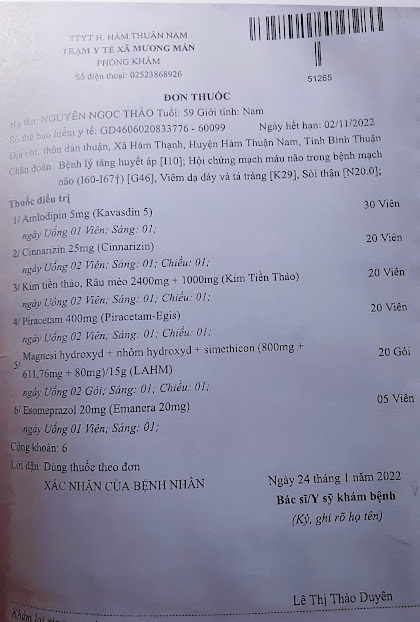 TTYT H. HÀM THUẬN NAM
TRẠM Y TẾ XÃ MƯƠNG MÁN
PHÒNG KHÁM
Số điện thoại: 02523868926
51265
ĐƠN THUỐC
Họ tên: NGUYỄN NGỌC THẢO Tuổi: 59 Giới tính: Nam
Số thẻ bảo hiểm y tế: GD4606020833776 - 60099 Ngày hết hạn: 02/11/2022
Địa chỉ: thôn dân thuận, Xã Hàm Thạnh, Huyện Hàm Thuận Nam, Tỉnh Bình Thuận
Chẩn đoán Bệnh lý tăng huyết áp [I10]; Hội chứng mạch máu não trong bệnh mạch
não (I60-I67†) [G46], Viêm dạ dày và tá tràng [K29], Sỏi thận [N20.0];
Thuốc điều trị
1/ Amlodipin 5mg (Kavasdin 5) 30 Viên
ngày Uống 01 Viên; Sáng: 01;
2/ Cinnarizin 25mg (Cinnarizin) 20 Viên
ngày Uống 02 Viên; Sáng: 01; Chiều: 01;
3/ Kim tiền thảo, Râu mèo 2400mg + 1000mg (Kim Tiền Thảo) 20 Viên
ngày Uống 02 Viên; Sáng: 01; Chiều: 01;
4/ Piracetam 400mg (Piracetam-Egis) 20 Viên
ngày Uống 02 Viên; Sáng: 01; Chiều: 01;
5/ Magnesi hydroxyd + nhôm hydroxyd + simethicon (800mg + 20 Gói
611,76mg + 80mg)/15g (LAHM)
ngày Uống 02 Gói; Sáng: 01; Chiều: 01;
6/ Esomeprazol 20mg (Emanera 20mg) 05 Viên
ngày Uống 01 Viên; Sáng: 01;
Cộng khoản: 6
Lời dặn: Dùng thuốc theo đơn
XÁC NHẬN CỦA BỆNH NHÂN Ngày 24 tháng 1 năm 2022
Bác sĩ/Y sỹ khám bệnh
(Ký, ghi rõ họ tên)
Lê Thị Thảo Duyên
Khám lại